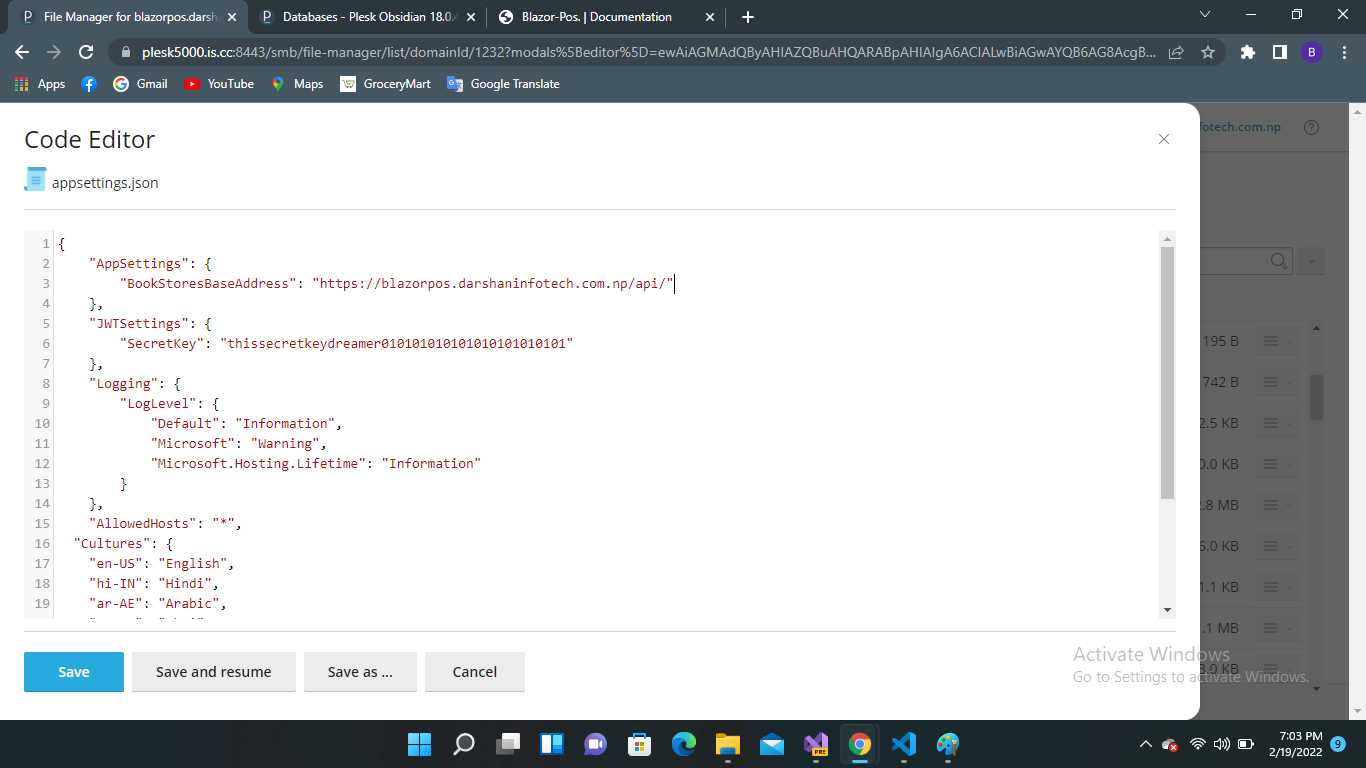 File Manager for blazorpos.darsh
Databases - Plesk Obsidian 18.0.4
Blazor-Pos. | Documentation
plesk5000.is.cc:8443/smb/file-manager/list/domainId/1232?modals%5Beditor%5D=ewAiAGMAdQByAHIAZQBuAHQARABpAHIAIgA6ACIALwBiAGwAYQB6AG8AcgB...
B
Apps
Gmail
YouTube
Maps
GroceryMart
Google Translate
Code Editor
fotech.com.np
appsettings.json
1 {
2 "AppSettings": {
3 "BookStoresBaseAddress": "https://blazorpos.darshaninfotech.com.np/api/"
4 },
5 "JWTSettings": {
6 "SecretKey": "thissecretkeydreamer010101010101010101010101"
7 },
8 "Logging": {
9 "LogLevel": {
10 "Default": "Information",
11 "Microsoft": "Warning",
12 "Microsoft.Hosting.Lifetime": "Information"
13 }
14 },
15 "AllowedHosts": "*",
16 "Cultures": {
17 "en-US": "English",
18 "hi-IN": "Hindi",
19 "ar-AE": "Arabic",
195 B
742 B
2.5 KB
0.0 KB
.8 MB
6.0 KB
1.1 KB
.1 MB
3.0 KB
Save
Save and resume
Save as ...
Cancel
Activate Windows
Go to Settings to activate Windows.
PRE
7:03 PM
2/19/2022
9